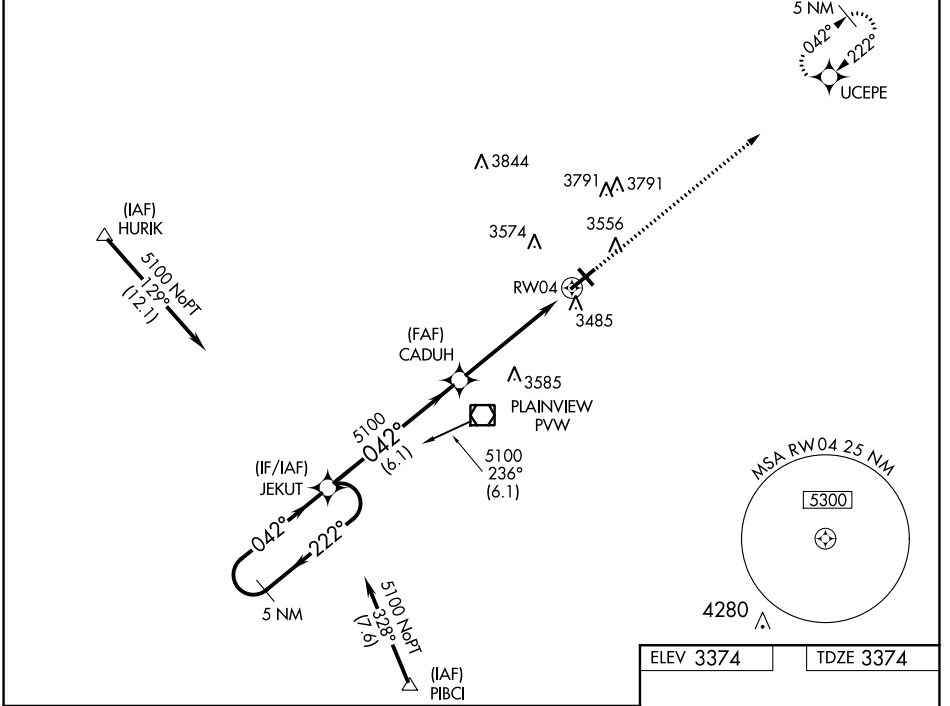 5 NM
042°
222°
UCEPE
3844
3791
3791
3574
3556
(IAF)
HURIK
5100 NoPT
129°
(12.1)
RW04
3485
(FAF)
CADUH
3585
PLAINVIEW
PVW
5100
042°
(6.1)
5100
236°
(6.1)
(IF/IAF)
JEKUT
042°
222°
5 NM
5100 NoPT
328°
(7.6)
(IAF)
PIBCI
MSA RW04 25 NM
5300
4280
ELEV 3374
TDZE 3374